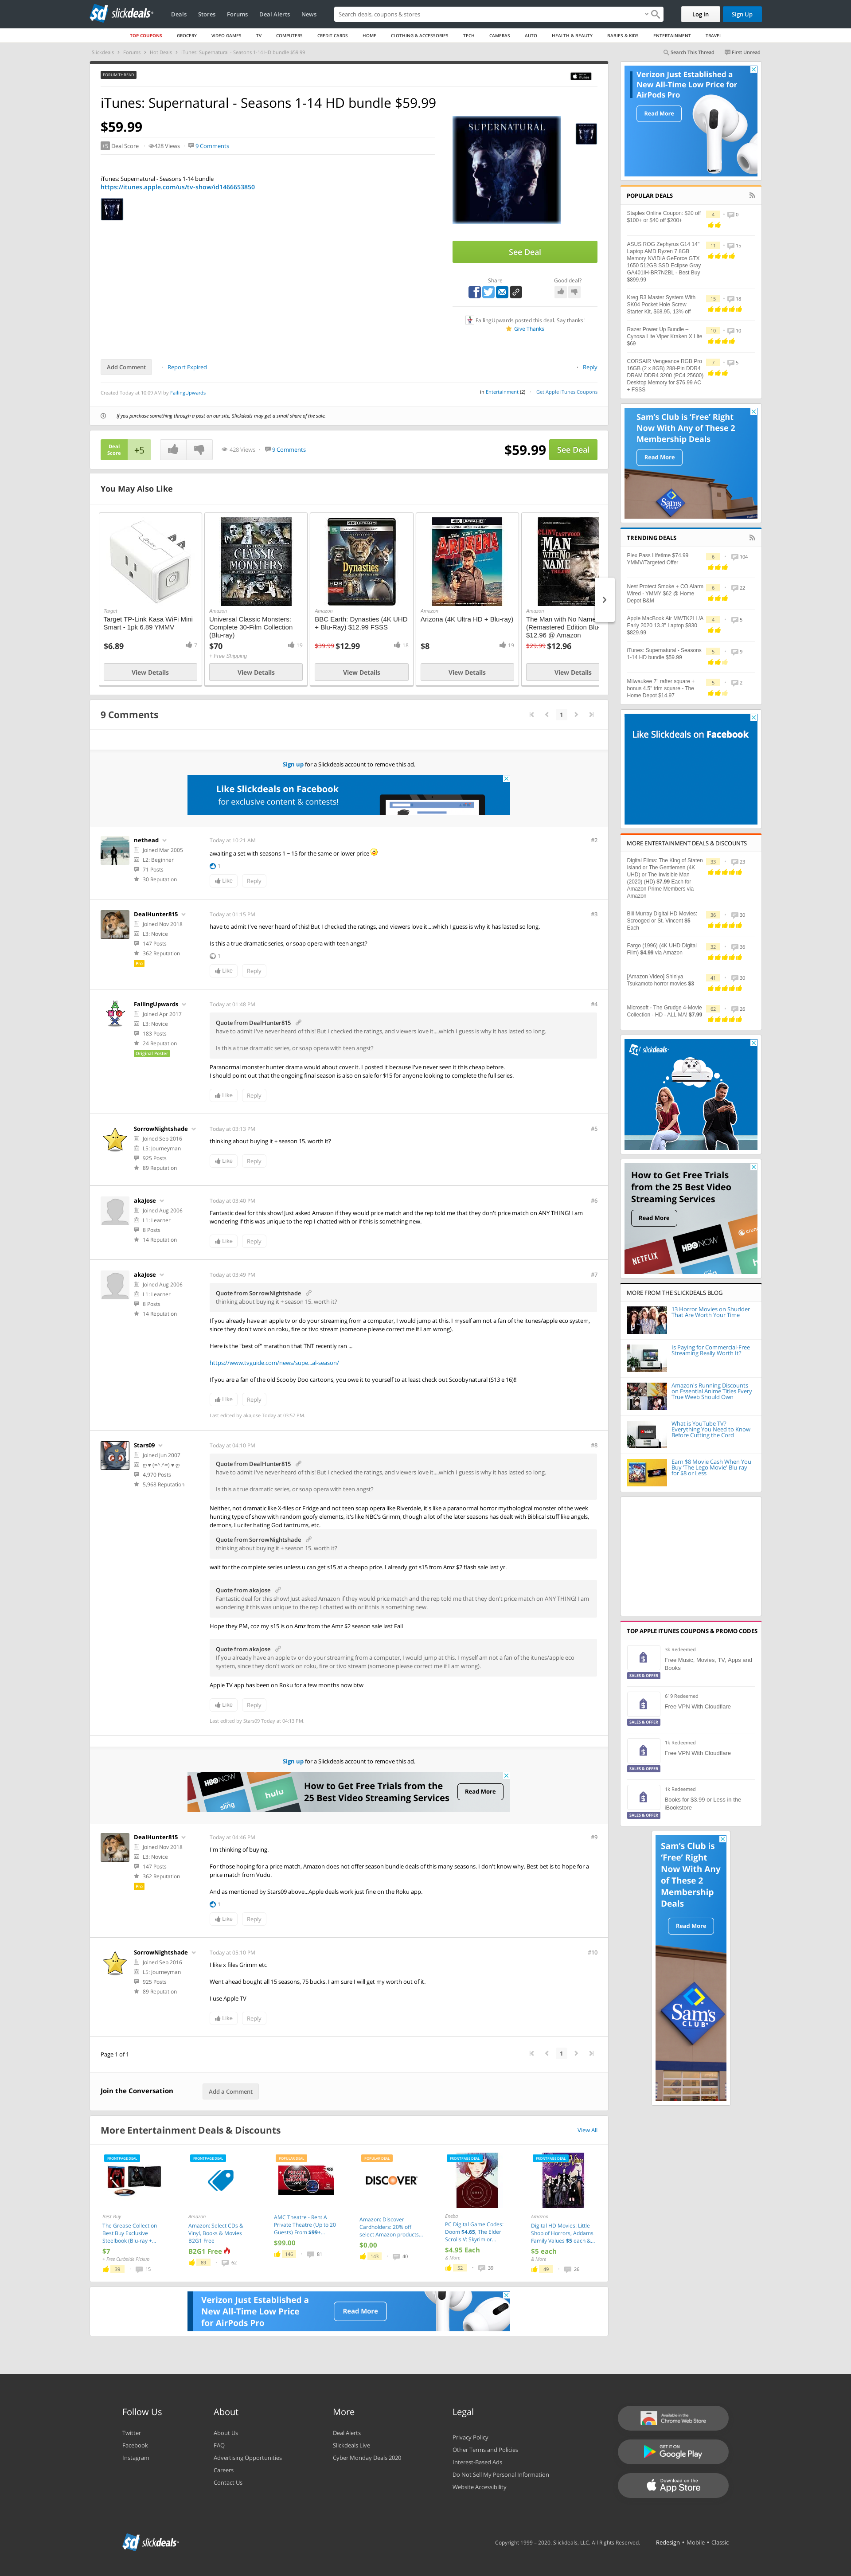 slickdeals
Deals
Stores
Forums
Deal Alerts
News
Search deals, coupons & stores
Log In
Sign Up
TOP COUPONS
GROCERY
VIDEO GAMES
TV
COMPUTERS
CREDIT CARDS
HOME
CLOTHING & ACCESSORIES
TECH
CAMERAS
AUTO
HEALTH & BEAUTY
BABIES & KIDS
ENTERTAINMENT
TRAVEL
Slickdeals › Forums › Hot Deals › iTunes: Supernatural - Seasons 1-14 HD bundle $59.99
Search This Thread
First Unread
FORUM THREAD
iTunes: Supernatural - Seasons 1-14 HD bundle $59.99
$59.99
+5 Deal Score
428 Views
9 Comments
iTunes: Supernatural - Seasons 1-14 bundle
https://itunes.apple.com/us/tv-show/id1466653850
SUPERNATURAL
See Deal
Share
Good deal?
FailingUpwards posted this deal. Say thanks!
Give Thanks
Add Comment
Report Expired
Reply
Created Today at 10:09 AM by FailingUpwards
in Entertainment (2)
Get Apple iTunes Coupons
If you purchase something through a post on our site, Slickdeals may get a small share of the sale.
Deal Score
+5
428 Views
9 Comments
$59.99
See Deal
You May Also Like
Target
Target TP-Link Kasa WiFi Mini Smart - 1pk 6.89 YMMV
$6.89
View Details
CLASSIC MONSTERS
Amazon
Universal Classic Monsters: Complete 30-Film Collection (Blu-ray)
$70
19
+ Free Shipping
View Details
Dynasties
Amazon
BBC Earth: Dynasties (4K UHD + Blu-Ray) $12.99 FSSS
$39.99 $12.99
18
View Details
ARIZONA
Amazon
Arizona (4K Ultra HD + Blu-ray)
$8
19
View Details
CLINT EASTWOOD
MAN WITH NO NAME
Amazon
The Man with No Name
(Remastered Edition Blu-
$12.96 @ Amazon
$29.99 $12.96
View Details
9 Comments
1
Sign up for a Slickdeals account to remove this ad.
Like Slickdeals on Facebook
for exclusive content & contests!
nethead
Joined Mar 2005
L2: Beginner
71 Posts
30 Reputation
Today at 10:21 AM
#2
awaiting a set with seasons 1 ~ 15 for the same or lower price
1
Like
Reply
DealHunter815
Joined Nov 2018
L3: Novice
147 Posts
362 Reputation
Pro
Today at 01:15 PM
#3
have to admit I've never heard of this! But I checked the ratings, and viewers love it....which I guess is why it has lasted so long.
Is this a true dramatic series, or soap opera with teen angst?
1
Like
Reply
FailingUpwards
Joined Apr 2017
L3: Novice
183 Posts
24 Reputation
Original Poster
Today at 01:48 PM
#4
Quote from DealHunter815
have to admit I've never heard of this! But I checked the ratings, and viewers love it....which I guess is why it has lasted so long.
Is this a true dramatic series, or soap opera with teen angst?
Paranormal monster hunter drama would about cover it. I posted it because I've never seen it this cheap before.
I should point out that the ongoing final season is also on sale for $15 for anyone looking to complete the full series.
Like
Reply
SorrowNightshade
Joined Sep 2016
L5: Journeyman
925 Posts
89 Reputation
Today at 03:13 PM
#5
thinking about buying it + season 15. worth it?
Like
Reply
akaJose
Joined Aug 2006
L1: Learner
8 Posts
14 Reputation
Today at 03:40 PM
#6
Fantastic deal for this show! Just asked Amazon if they would price match and the rep told me that they don't price match on ANY THING! I am
wondering if this was unique to the rep I chatted with or if this is something new.
Like
Reply
akaJose
Joined Aug 2006
L1: Learner
8 Posts
14 Reputation
Today at 03:49 PM
#7
Quote from SorrowNightshade
thinking about buying it + season 15. worth it?
If you already have an apple tv or do your streaming from a computer, I would jump at this. I myself am not a fan of the itunes/apple eco system,
since they don't work on roku, fire or tivo stream (someone please correct me if I am wrong).
Here is the "best of" marathon that TNT recently ran ...
https://www.tvguide.com/news/supe...al-season/
If you are a fan of the old Scooby Doo cartoons, you owe it to yourself to at least check out Scoobynatural (S13 e 16)!!
Like
Reply
Last edited by akaJose Today at 03:57 PM.
Stars09
Joined Jun 2007
4,970 Posts
5,968 Reputation
Today at 04:10 PM
#8
Quote from DealHunter815
have to admit I've never heard of this! But I checked the ratings, and viewers love it....which I guess is why it has lasted so long.
Is this a true dramatic series, or soap opera with teen angst?
Neither, not dramatic like X-files or Fridge and not teen soap opera like Riverdale, it's like a paranormal horror mythological monster of the week
hunting type of show with random goofy elements, it's like NBC's Grimm, though a lot of the later seasons has dealt with Biblical stuff like angels,
demons, Lucifer hating God tantrums, etc.
Quote from SorrowNightshade
thinking about buying it + season 15. worth it?
wait for the complete series unless u can get s15 at a cheapo price. I already got s15 from Amz $2 flash sale last yr.
Quote from akaJose
Fantastic deal for this show! Just asked Amazon if they would price match and the rep told me that they don't price match on ANY THING! I am
wondering if this was unique to the rep I chatted with or if this is something new.
Hope they PM, coz my s15 is on Amz from the Amz $2 season sale last Fall
Quote from akaJose
If you already have an apple tv or do your streaming from a computer, I would jump at this. I myself am not a fan of the itunes/apple eco
system, since they don't work on roku, fire or tivo stream (someone please correct me if I am wrong).
Apple TV app has been on Roku for a few months now btw
Like
Reply
Last edited by Stars09 Today at 04:13 PM.
Sign up for a Slickdeals account to remove this ad.
HBO NOW
sling
hulu
How to Get Free Trials from the
25 Best Video Streaming Services
Read More
DealHunter815
Joined Nov 2018
L3: Novice
147 Posts
362 Reputation
Pro
Today at 04:46 PM
#9
I'm thinking of buying.
For those hoping for a price match, Amazon does not offer season bundle deals of this many seasons. I don't know why. Best bet is to hope for a
price match from Vudu.
And as mentioned by Stars09 above...Apple deals work just fine on the Roku app.
1
Like
Reply
SorrowNightshade
Joined Sep 2016
L5: Journeyman
925 Posts
89 Reputation
Today at 05:10 PM
#10
I like x files Grimm etc
Went ahead bought all 15 seasons, 75 bucks. I am sure I will get my worth out of it.
I use Apple TV
Like
Reply
Page 1 of 1
1
Join the Conversation
Add a Comment
More Entertainment Deals & Discounts
View All
FRONTPAGE DEAL
Best Buy
The Grease Collection
Best Buy Exclusive
Steelbook (Blu-ray +...
$7
+ Free Curbside Pickup
39
15
FRONTPAGE DEAL
Amazon
Amazon: Select CDs &
Vinyl, Books & Movies
B2G1 Free
B2G1 Free
89
62
POPULAR DEAL
AMC Theatre - Rent A
Private Theatre (Up to 20
Guests) From $99+...
$99.00
146
81
POPULAR DEAL
DISCOVER
Amazon: Discover
Cardholders: 20% off
select Amazon products...
$0.00
143
40
FRONTPAGE DEAL
Eneba
PC Digital Game Codes:
Doom $4.65, The Elder
Scrolls V: Skyrim or...
$4.95 Each
& More
52
39
FRONTPAGE DEAL
Amazon
Digital HD Movies: Little
Shop of Horrors, Addams
Family Values $5 each &...
$5 each
& More
49
26
Verizon Just Established a
New All-Time Low Price
for AirPods Pro
Read More
Verizon Just Established a
New All-Time Low Price for
AirPods Pro
Read More
POPULAR DEALS
Staples Online Coupon: $20 off $100+ or $40 off $200+
4
0
ASUS ROG Zephyrus G14 14" Laptop AMD Ryzen 7 8GB Memory NVIDIA GeForce GTX 1650 512GB SSD Eclipse Gray GA401IH-BR7N2BL - Best Buy $899.99
11
15
Kreg R3 Master System With SK04 Pocket Hole Screw Starter Kit, $68.95, 13% off
15
18
Razer Power Up Bundle – Cynosa Lite Viper Kraken X Lite $69
10
10
CORSAIR Vengeance RGB Pro 16GB (2 x 8GB) 288-Pin DDR4 DRAM DDR4 3200 (PC4 25600) Desktop Memory for $76.99 AC + FSSS
7
5
Sam's Club is 'Free' Right
Now With Any of These 2
Membership Deals
Read More
Sam's
TRENDING DEALS
Plex Pass Lifetime $74.99 YMMV/Targeted Offer
6
104
Nest Protect Smoke + CO Alarm Wired - YMMY $62 @ Home Depot B&M
6
22
Apple MacBook Air MWTK2LL/A Early 2020 13.3" Laptop $830 $829.99
4
5
iTunes: Supernatural - Seasons 1-14 HD bundle $59.99
5
9
Milwaukee 7" rafter square + bonus 4.5" trim square - The Home Depot $14.97
5
2
Like Slickdeals on Facebook
MORE ENTERTAINMENT DEALS & DISCOUNTS
Digital Films: The King of Staten Island or The Gentlemen (4K UHD) or The Invisible Man (2020) (HD) $7.99 Each for Amazon Prime Members via Amazon
33
23
Bill Murray Digital HD Movies: Scrooged or St. Vincent $5 Each
36
30
Fargo (1996) (4K UHD Digital Film) $4.99 via Amazon
32
36
[Amazon Video] Shin'ya Tsukamoto horror movies $3
41
30
Microsoft - The Grudge 4-Movie Collection - HD - ALL MA! $7.99
62
26
slickdeals
How to Get Free Trials
from the 25 Best Video
Streaming Services
Read More
NETFLIX
HBO NOW
MORE FROM THE SLICKDEALS BLOG
13 Horror Movies on Shudder That Are Worth Your Time
Is Paying for Commercial-Free Streaming Really Worth It?
Amazon's Running Discounts on Essential Anime Titles Every True Weeb Should Own
What is YouTube TV? Everything You Need to Know Before Cutting the Cord
Earn $8 Movie Cash When You Buy 'The Lego Movie' Blu-ray for $8 or Less
TOP APPLE ITUNES COUPONS & PROMO CODES
3k Redeemed
Free Music, Movies, TV, Apps and Books
SALES & OFFER
619 Redeemed
Free VPN With Cloudflare
SALES & OFFER
1k Redeemed
Free VPN With Cloudflare
SALES & OFFER
1k Redeemed
Books for $3.99 or Less in the iBookstore
SALES & OFFER
Sam's Club is
'Free' Right
Now With Any
of These 2
Membership
Deals
Read More
Sam's
CLUB
Follow Us
Twitter
Facebook
Instagram
About
About Us
FAQ
Advertising Opportunities
Careers
Contact Us
More
Deal Alerts
Slickdeals Live
Cyber Monday Deals 2020
Legal
Privacy Policy
Other Terms and Policies
Interest-Based Ads
Do Not Sell My Personal Information
Website Accessibility
Available in the
Chrome Web Store
GET IT ON
Google Play
Download on the
App Store
slickdeals
Copyright 1999 - 2020. Slickdeals, LLC. All Rights Reserved.
Redesign • Mobile • Classic